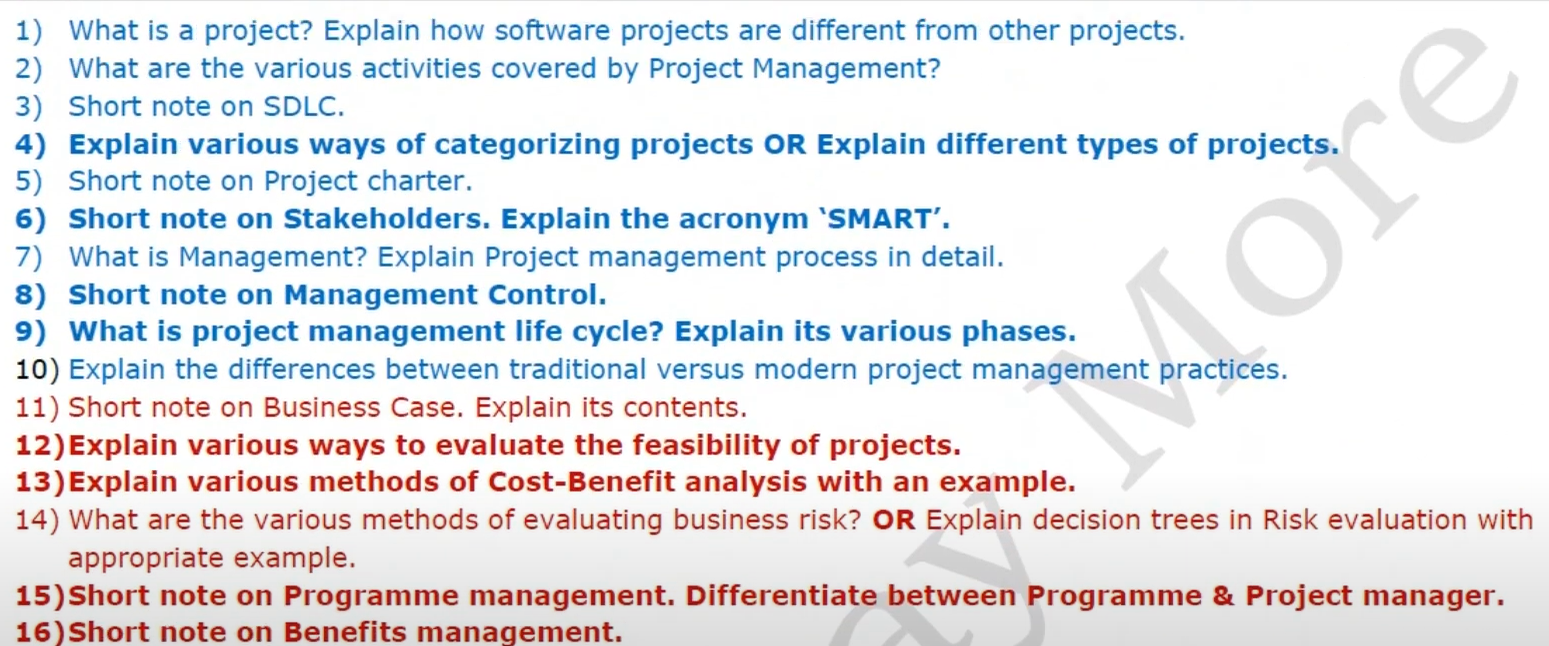 1) What is a project? Explain how software projects are different from other projects.
2) What are the various activities covered by Project Management?
3) Short note on SDLC.
4) Explain various ways of categorizing projects OR Explain different types of projects.
5) Short note on Project charter.
6) Short note on Stakeholders. Explain the acronym ‘SMART’.
7) What is Management? Explain Project management process in detail.
8) Short note on Management Control.
9) What is project management life cycle? Explain its various phases.
10) Explain the differences between traditional versus modern project management practices.
11) Short note on Business Case. Explain its contents.
12)Explain various ways to evaluate the feasibility of projects.
13)Explain various methods of Cost-Benefit analysis with an example.
14) What are the various methods of evaluating business risk? OR Explain decision trees in Risk evaluation with
appropriate example.
15)Short note on Programme management. Differentiate between Programme & Project manager.
16)Short note on Benefits management.
ay More